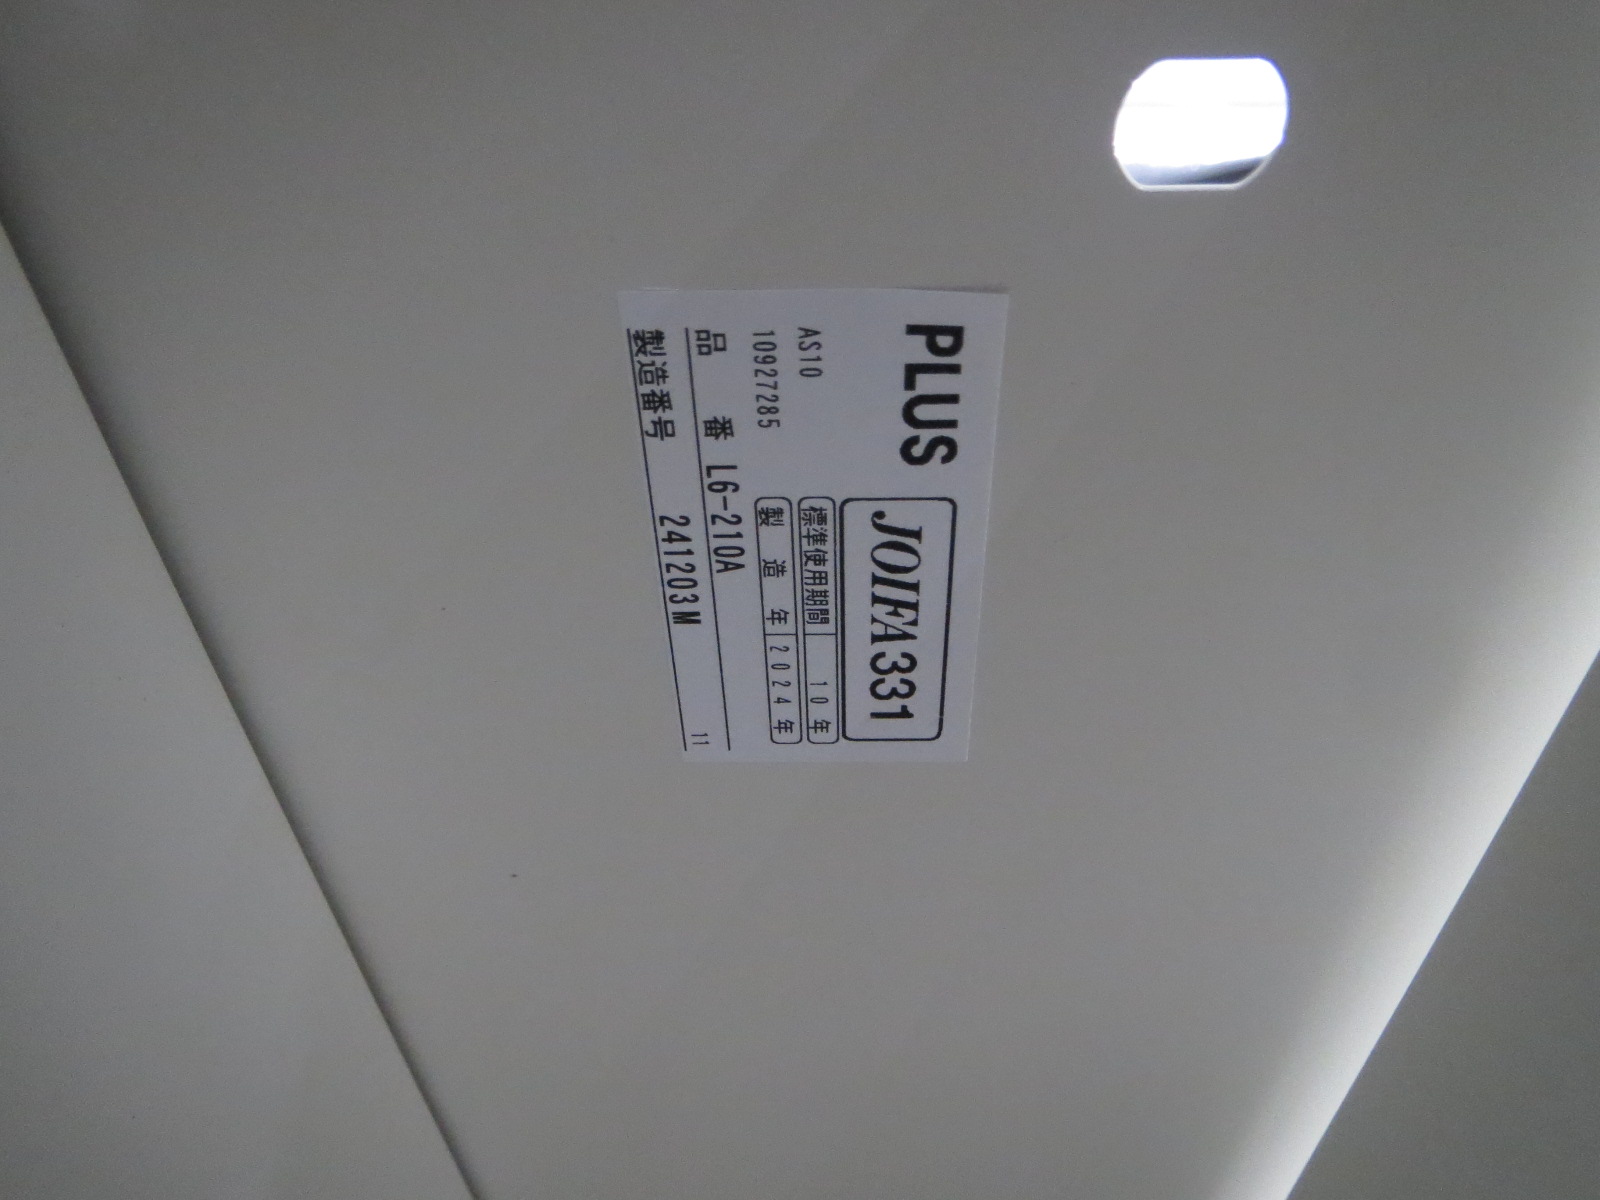 PLUS
JOIFA331
AS10
標準使用期間 10年
10927285
製造年 2024年
品番 L6-210A
製造番号 241203M
11